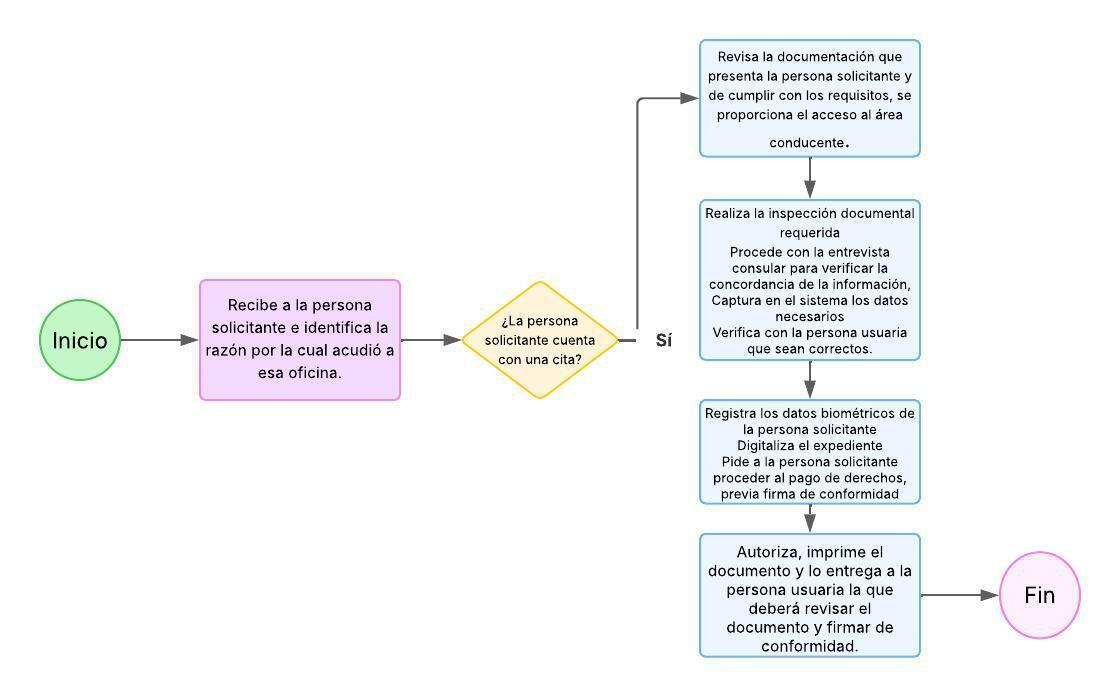 Inicio
Recibe a la persona
solicitante e identifica la
razón por la cual acudió a
esa oficina.
¿La persona
solicitante cuenta
con una cita?
Sí
Revisa la documentación que
presenta la persona solicitante y
de cumplir con los requisitos, se
proporciona el acceso al área
conducente.
Realiza la inspección documental
requerida
Procede con la entrevista
consular para verificar la
concordancia de la información,
Captura en el sistema los datos
necesarios
Verifica con la persona usuaria
que sean correctos.
Registra los datos biométricos de
la persona solicitante
Digitaliza el expediente
Pide a la persona solicitante
proceder al pago de derechos,
previa firma de conformidad
Autoriza, imprime el
documento y lo entrega a la
persona usuaria la que
deberá revisar el
documento y firmar de
conformidad.
Fin